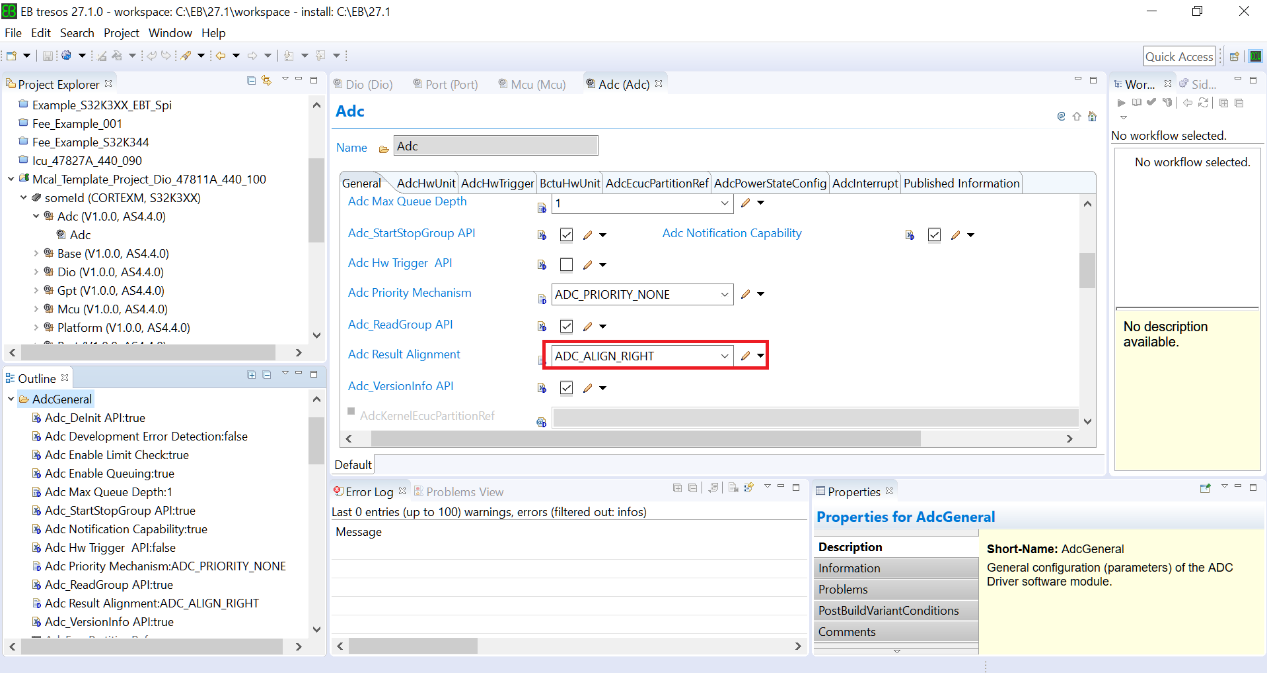 EB tresos 27.1.0 - workspace: C:\EB\27.1\workspace - install: C:\EB\27.1
File Edit Search Project Window Help
Quick Access
Project Explorer
Example_S32K3XX_EBT_Spi
Fee_Example_001
Fee_Example_S32K344
Icu_47827A_440_090
Mcal_Template_Project_Dio_47811A_440_100
someId (CORTEXM, S32K3XX)
Adc (V1.0.0, AS4.4.0)
Adc
Base (V1.0.0, AS4.4.0)
Dio (V1.0.0, AS4.4.0)
Gpt (V1.0.0, AS4.4.0)
Mcu (V1.0.0, AS4.4.0)
Platform (V1.0.0, AS4.4.0)
Outline
AdcGeneral
Adc_DeInit API:true
Adc Development Error Detection:false
Adc Enable Limit Check:true
Adc Enable Queuing:true
Adc Max Queue Depth:1
Adc_StartStopGroup API:true
Adc Notification Capability:true
Adc Hw Trigger API:false
Adc Priority Mechanism:ADC_PRIORITY_NONE
Adc_ReadGroup API:true
Adc Result Alignment:ADC_ALIGN_RIGHT
Adc_VersionInfo API:true
Dio (Dio) Port (Port) Mcu (Mcu) Adc (Adc)
Adc
Name Adc
General AdcHwUnit AdcHwTrigger BctuHwUnit AdcEcucPartitionRef AdcPowerStateConfig AdcInterrupt Published Information
Adc Max Queue Depth 1
Adc_StartStopGroup API Adc Notification Capability
Adc Hw Trigger API
Adc Priority Mechanism ADC_PRIORITY_NONE
Adc_ReadGroup API
Adc Result Alignment ADC_ALIGN_RIGHT
Adc_VersionInfo API
AdcKernelEcucPartitionRef
Default
Error Log Problems View
Last 0 entries (up to 100) warnings, errors (filtered out: infos)
Message
Wor... Sid...
No workflow selected.
No workflow selected.
No description
available.
Properties
Properties for AdcGeneral
Description
Information
Problems
PostBuildVariantConditions
Comments
Short-Name: AdcGeneral
General configuration (parameters) of the ADC
Driver software module.